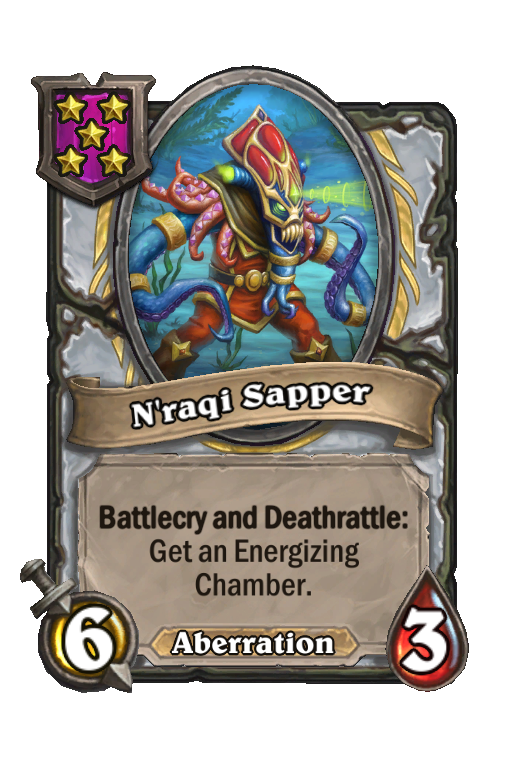 N'raqi Sapper
Battlecry and Deathrattle:
Get an Energizing
Chamber.
6
Aberration
3